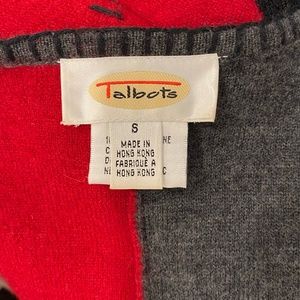 Talbots
S
MADE IN
HONG KONG
FABRIQUÉ À
HONG KONG